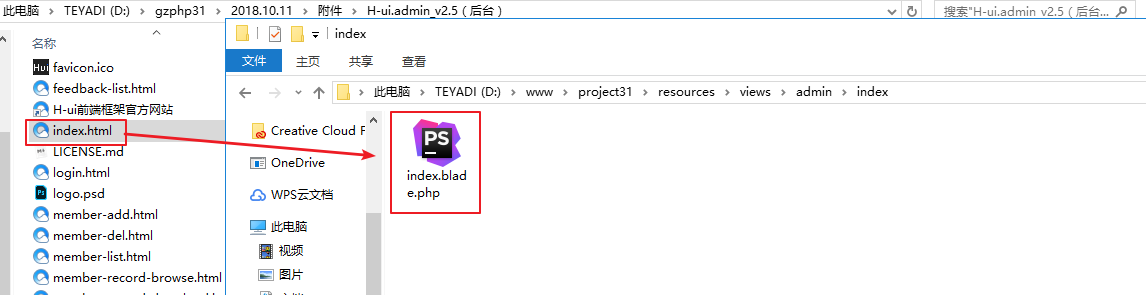 此电脑 › TEYADI (D:) › gzphp31 › 2018.10.11 › 附件 › H-ui.admin_v2.5 ( 后台 )
搜索"H-ui.admin_v2.5 ( 后台...
名称
favicon.ico
feedback-list.html
H-ui前端框架官方网站
index.html
LICENSE.md
login.html
logo.psd
member-add.html
member-del.html
member-list.html
member-record-browse.html
index
文件 主页 共享 查看
此电脑 › TEYADI (D:) › www › project31 › resources › views › admin › index
Creative Cloud F
OneDrive
WPS云文档
此电脑
视频
图片
PS
index.blad
e.php